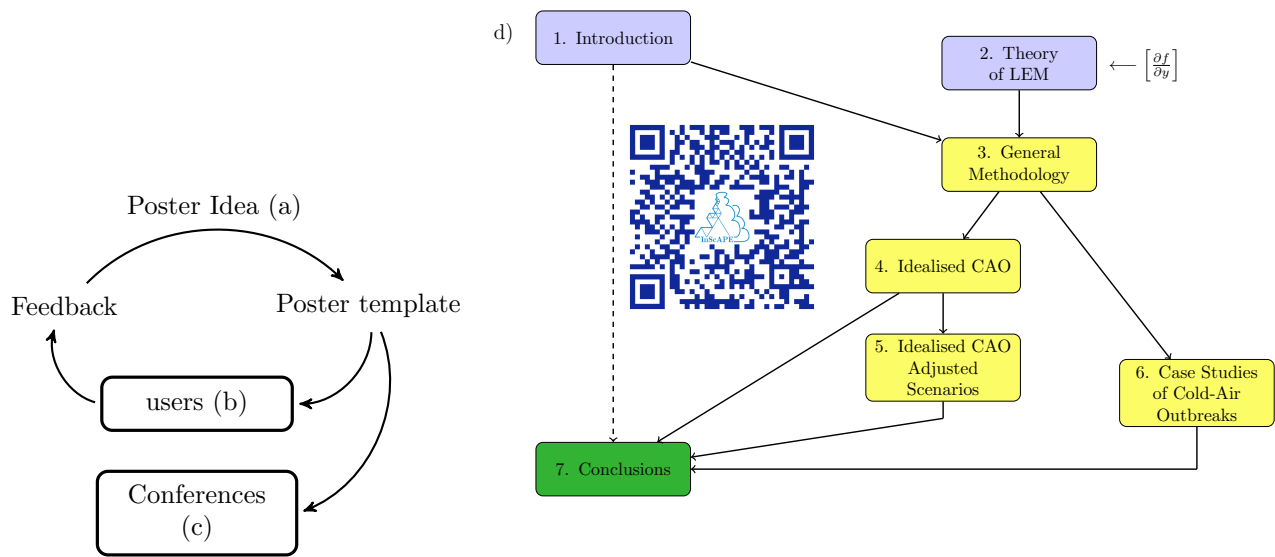 Poster Idea (a)
Feedback
Poster template
users (b)
Conferences
(c)
d)
1. Introduction
2. Theory
of LEM
⟵ [∂f/∂y]
3. General
Methodology
InScAPE
4. Idealised CAO
5. Idealised CAO
Adjusted
Scenarios
6. Case Studies
of Cold-Air
Outbreaks
7. Conclusions